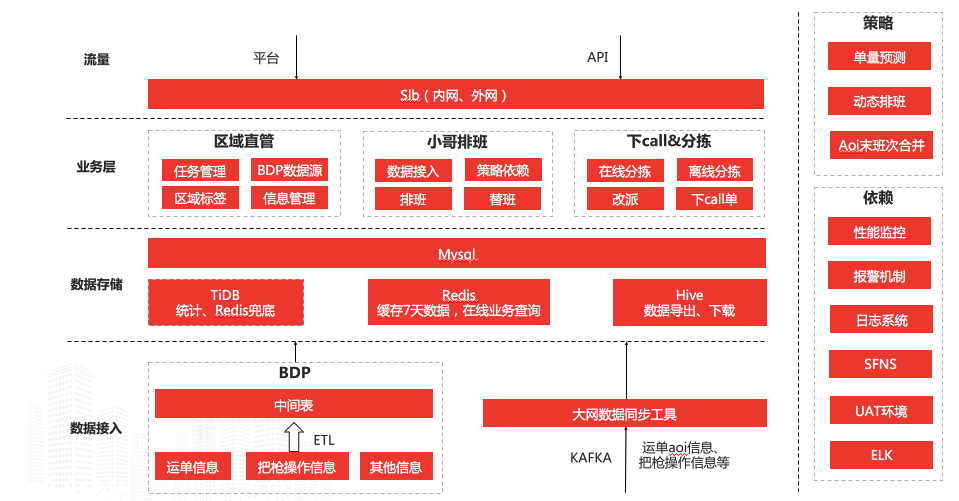 流量
平台
API
Slb（内网、外网）
业务层
区域直管
任务管理
BDP数据源
区域标签
信息管理
小哥排班
数据接入
策略依赖
排班
替班
下call&分拣
在线分拣
离线分拣
改派
下call单
数据存储
Mysql
TiDB
统计、Redis兜底
Redis
缓存7天数据，在线业务查询
Hive
数据导出、下载
数据接入
BDP
中间表
ETL
运单信息
把枪操作信息
其他信息
大网数据同步工具
KAFKA
运单aoi信息、
把枪操作信息等
策略
单量预测
动态排班
Aoi末班次合并
依赖
性能监控
报警机制
日志系统
SFNS
UAT环境
ELK